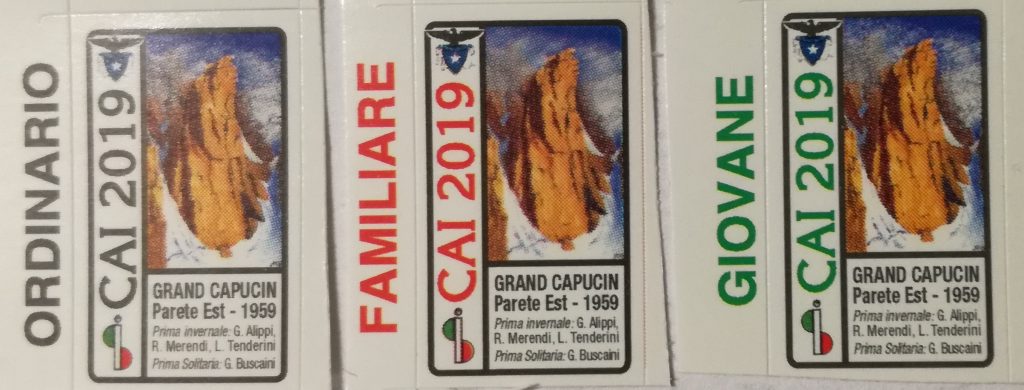 ORDINARIO
CAI 2019
GRAND CAPUCIN
Parete Est - 1959
Prima invernale: G. Alippi,
R. Merendi, L. Tenderini
Prima Solitaria: G. Buscaini
FAMILIARE
CAI 2019
GRAND CAPUCIN
Parete Est - 1959
Prima invernale: G. Alippi,
R. Merendi, L. Tenderini
Prima Solitaria: G. Buscaini
GIOVANE
CAI 2019
GRAND CAPUCIN
Parete Est - 1959
Prima invernale: G. Alippi,
R. Merendi, L. Tenderini
Prima Solitaria: G. Buscaini